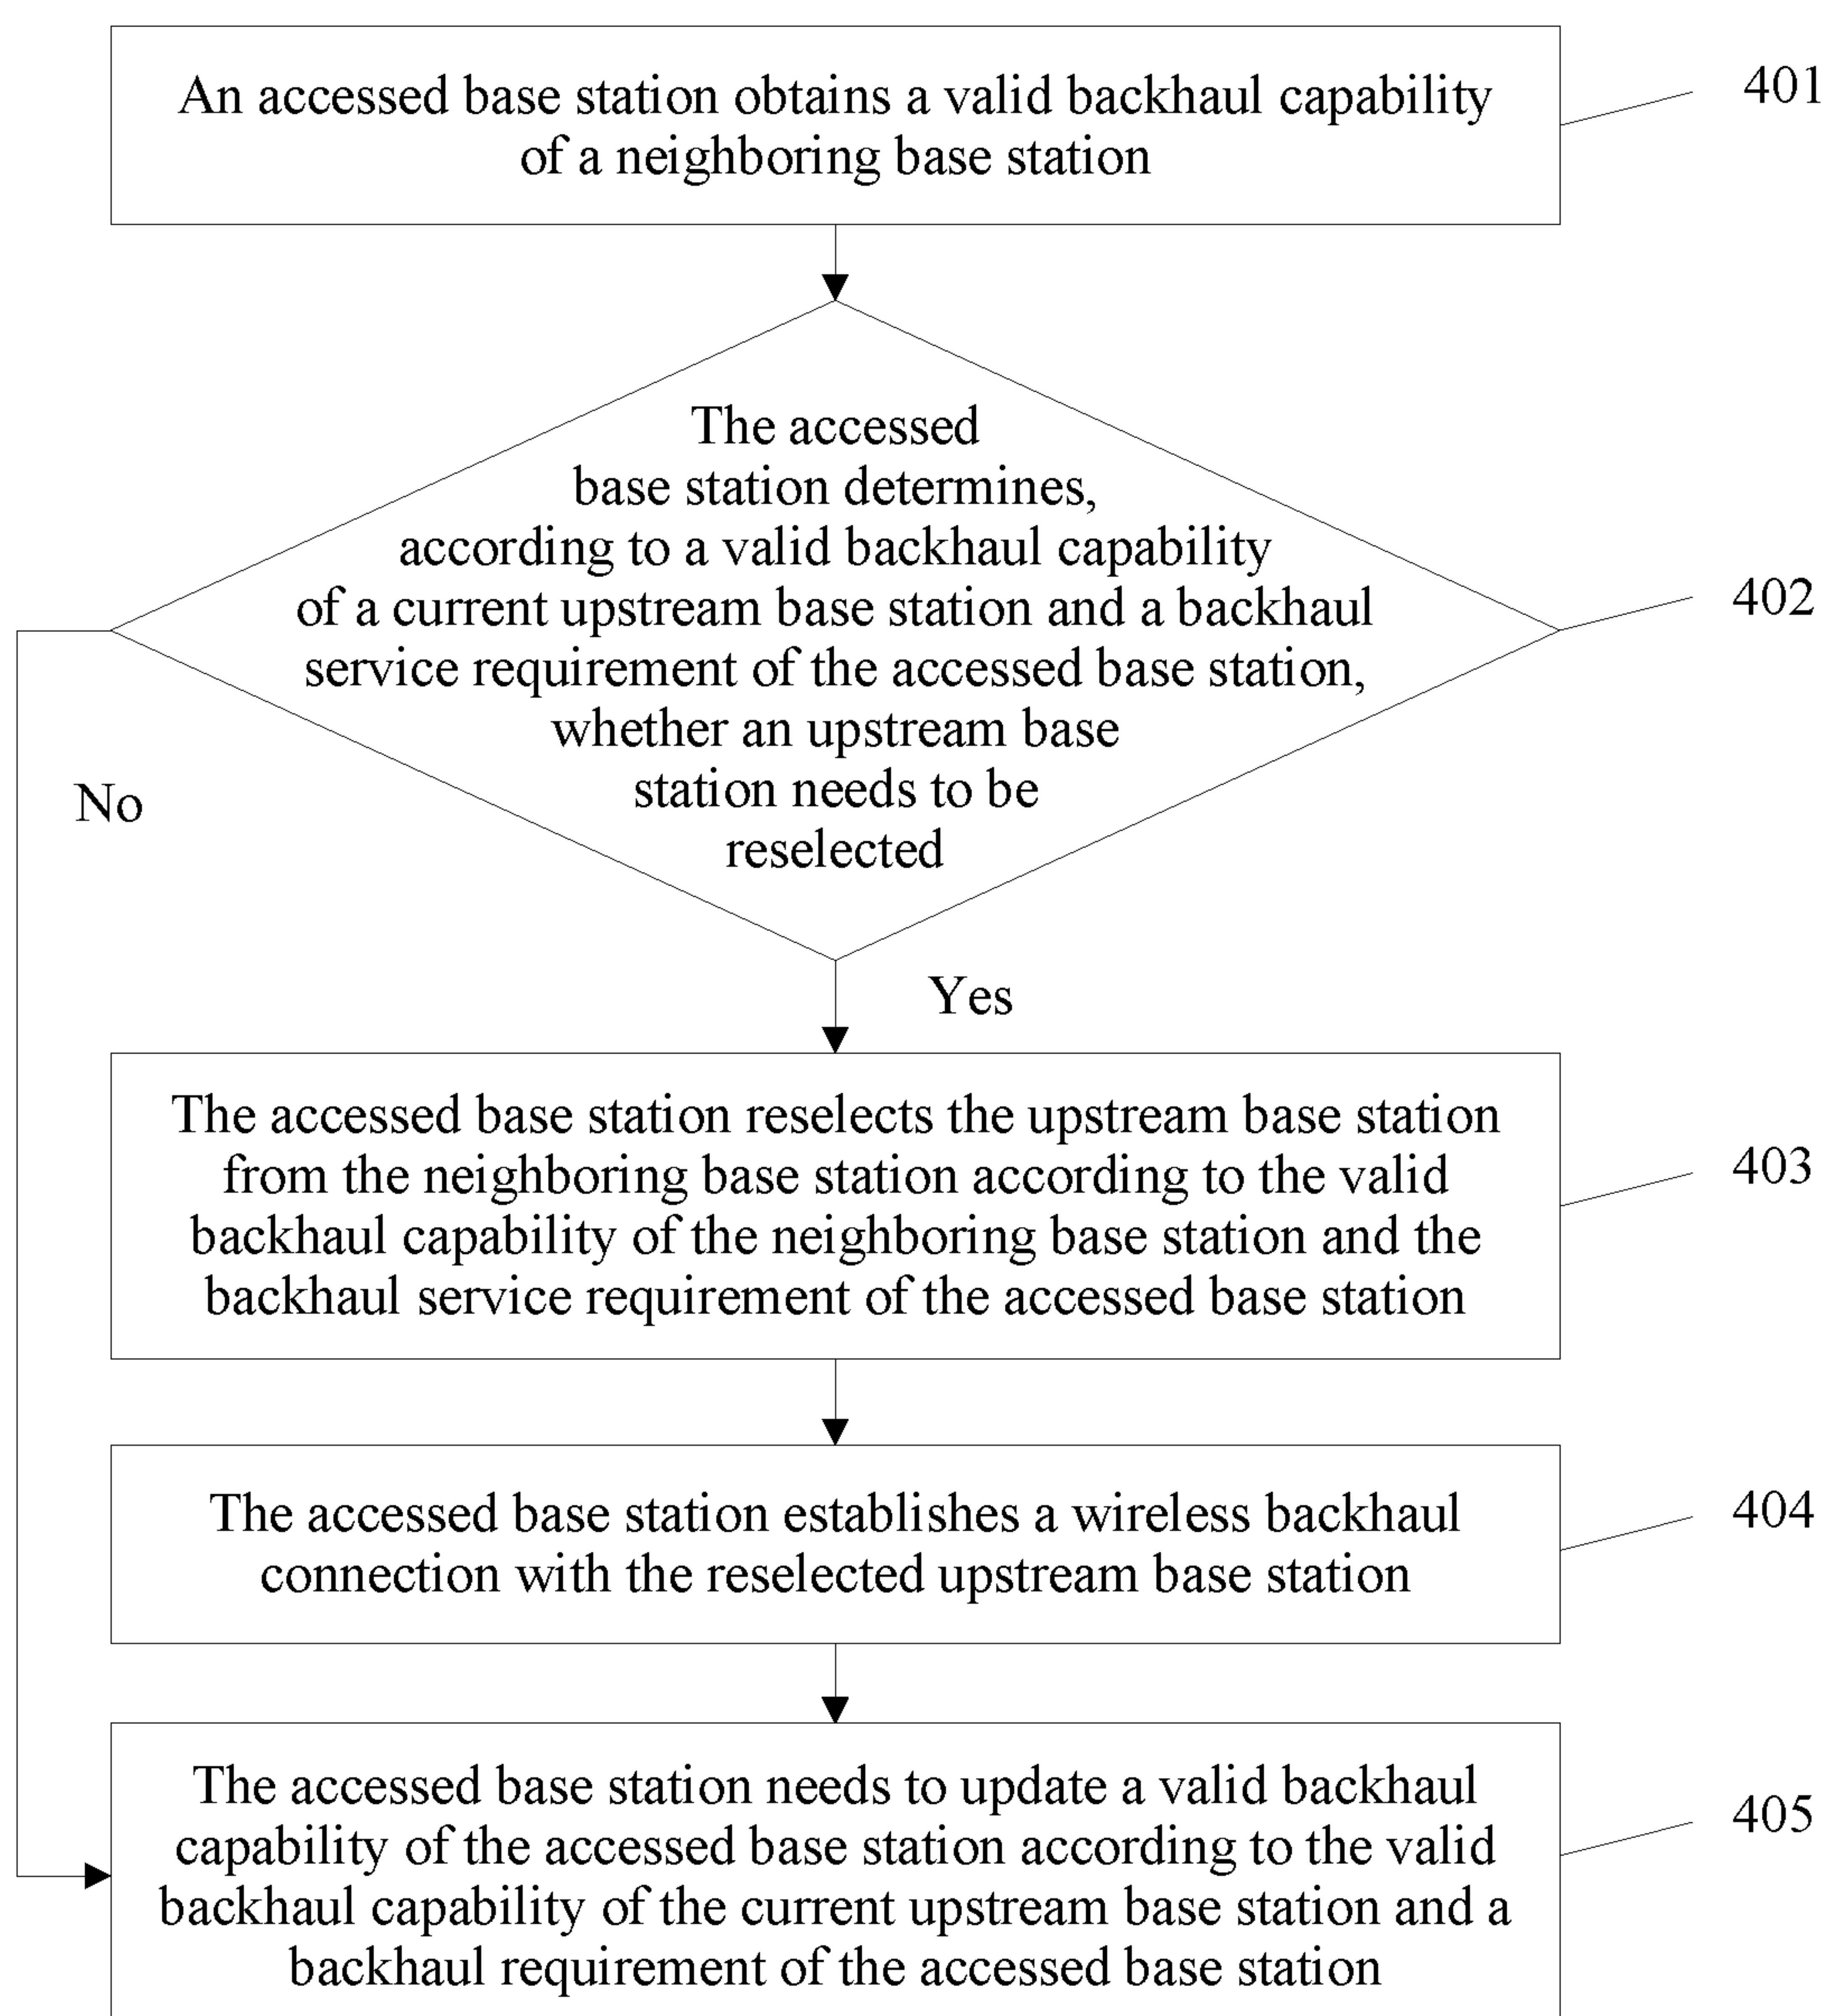 An accessed base station obtains a valid backhaul capability
of a neighboring base station
401
The accessed
base station determines,
according to a valid backhaul capability
of a current upstream base station and a backhaul
service requirement of the accessed base station,
whether an upstream base
station needs to be
reselected
402
No
Yes
The accessed base station reselects the upstream base station
from the neighboring base station according to the valid
backhaul capability of the neighboring base station and the
backhaul service requirement of the accessed base station
403
The accessed base station establishes a wireless backhaul
connection with the reselected upstream base station
404
The accessed base station needs to update a valid backhaul
capability of the accessed base station according to the valid
backhaul capability of the current upstream base station and a
backhaul requirement of the accessed base station
405